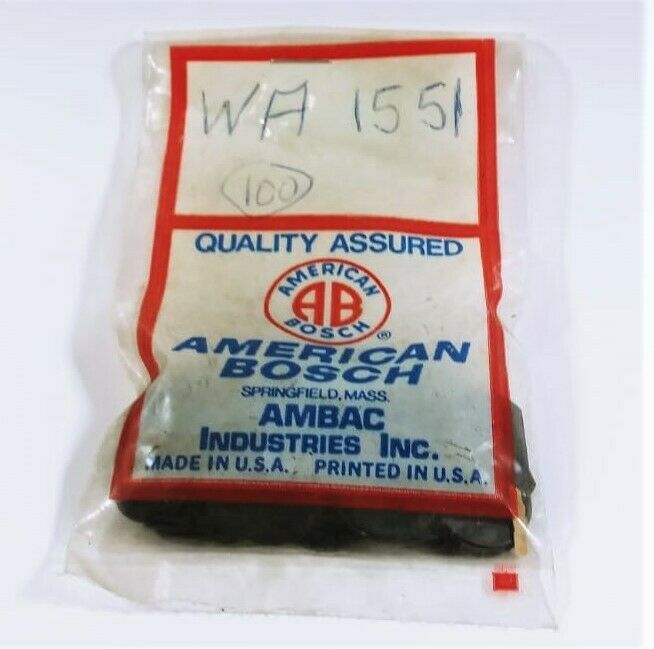 WA 1551
100
QUALITY ASSURED
AMERICAN
AB
BOSCH
®
AMERICAN
BOSCH
SPRINGFIELD, MASS.
AMBAC
INDUSTRIES INC.
MADE IN U.S.A. PRINTED IN U.S.A.